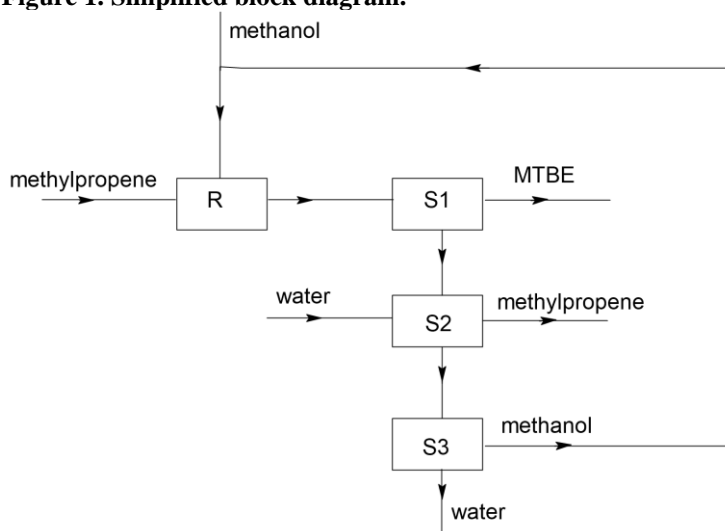 Figure 1. Simplified block diagram.
methanol
methylpropene
R
S1
MTBE
water
S2
methylpropene
S3
methanol
water